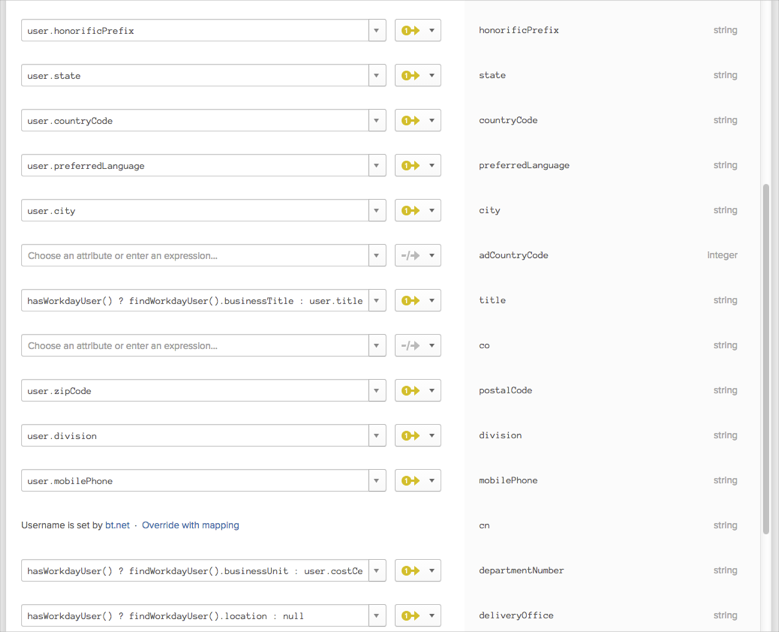 user.honorificPrefix honorificPrefix string
user.state state string
user.countryCode countryCode string
user.preferredLanguage preferredLanguage string
user.city city string
Choose an attribute or enter an expression... adCountryCode Integer
hasWorkdayUser() ? findWorkdayUser().businessTitle : user.title title string
Choose an attribute or enter an expression... co string
user.zipCode postalCode string
user.division division string
user.mobilePhone mobilePhone string
Username is set by bt.net · Override with mapping cn string
hasWorkdayUser() ? findWorkdayUser().businessUnit : user.costCe departmentNumber string
hasWorkdayUser() ? findWorkdayUser().location : null deliveryOffice string